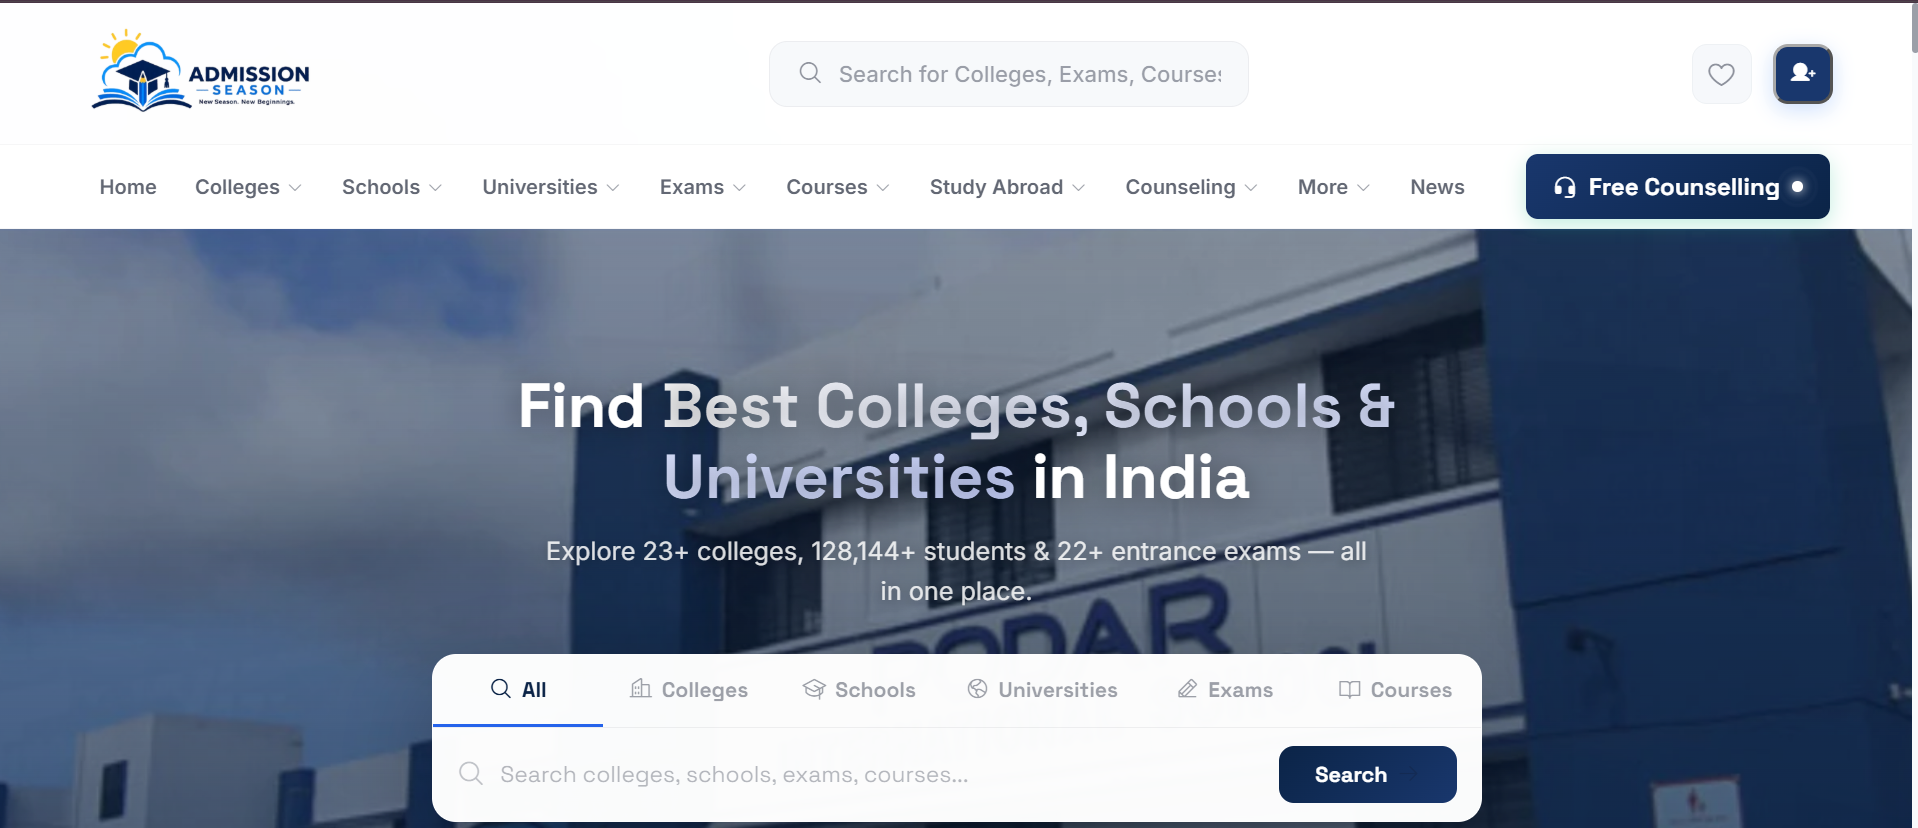 ADMISSION
SEASON
New Season. New Beginnings.
Search for Colleges, Exams, Courses
Home
Colleges
Schools
Universities
Exams
Courses
Study Abroad
Counseling
More
News
Free Counselling
Find Best Colleges, Schools &
Universities in India
Explore 23+ colleges, 128,144+ students & 22+ entrance exams — all
in one place.
PODAR
All
Colleges
Schools
Universities
Exams
Courses
Search colleges, schools, exams, courses...
Search